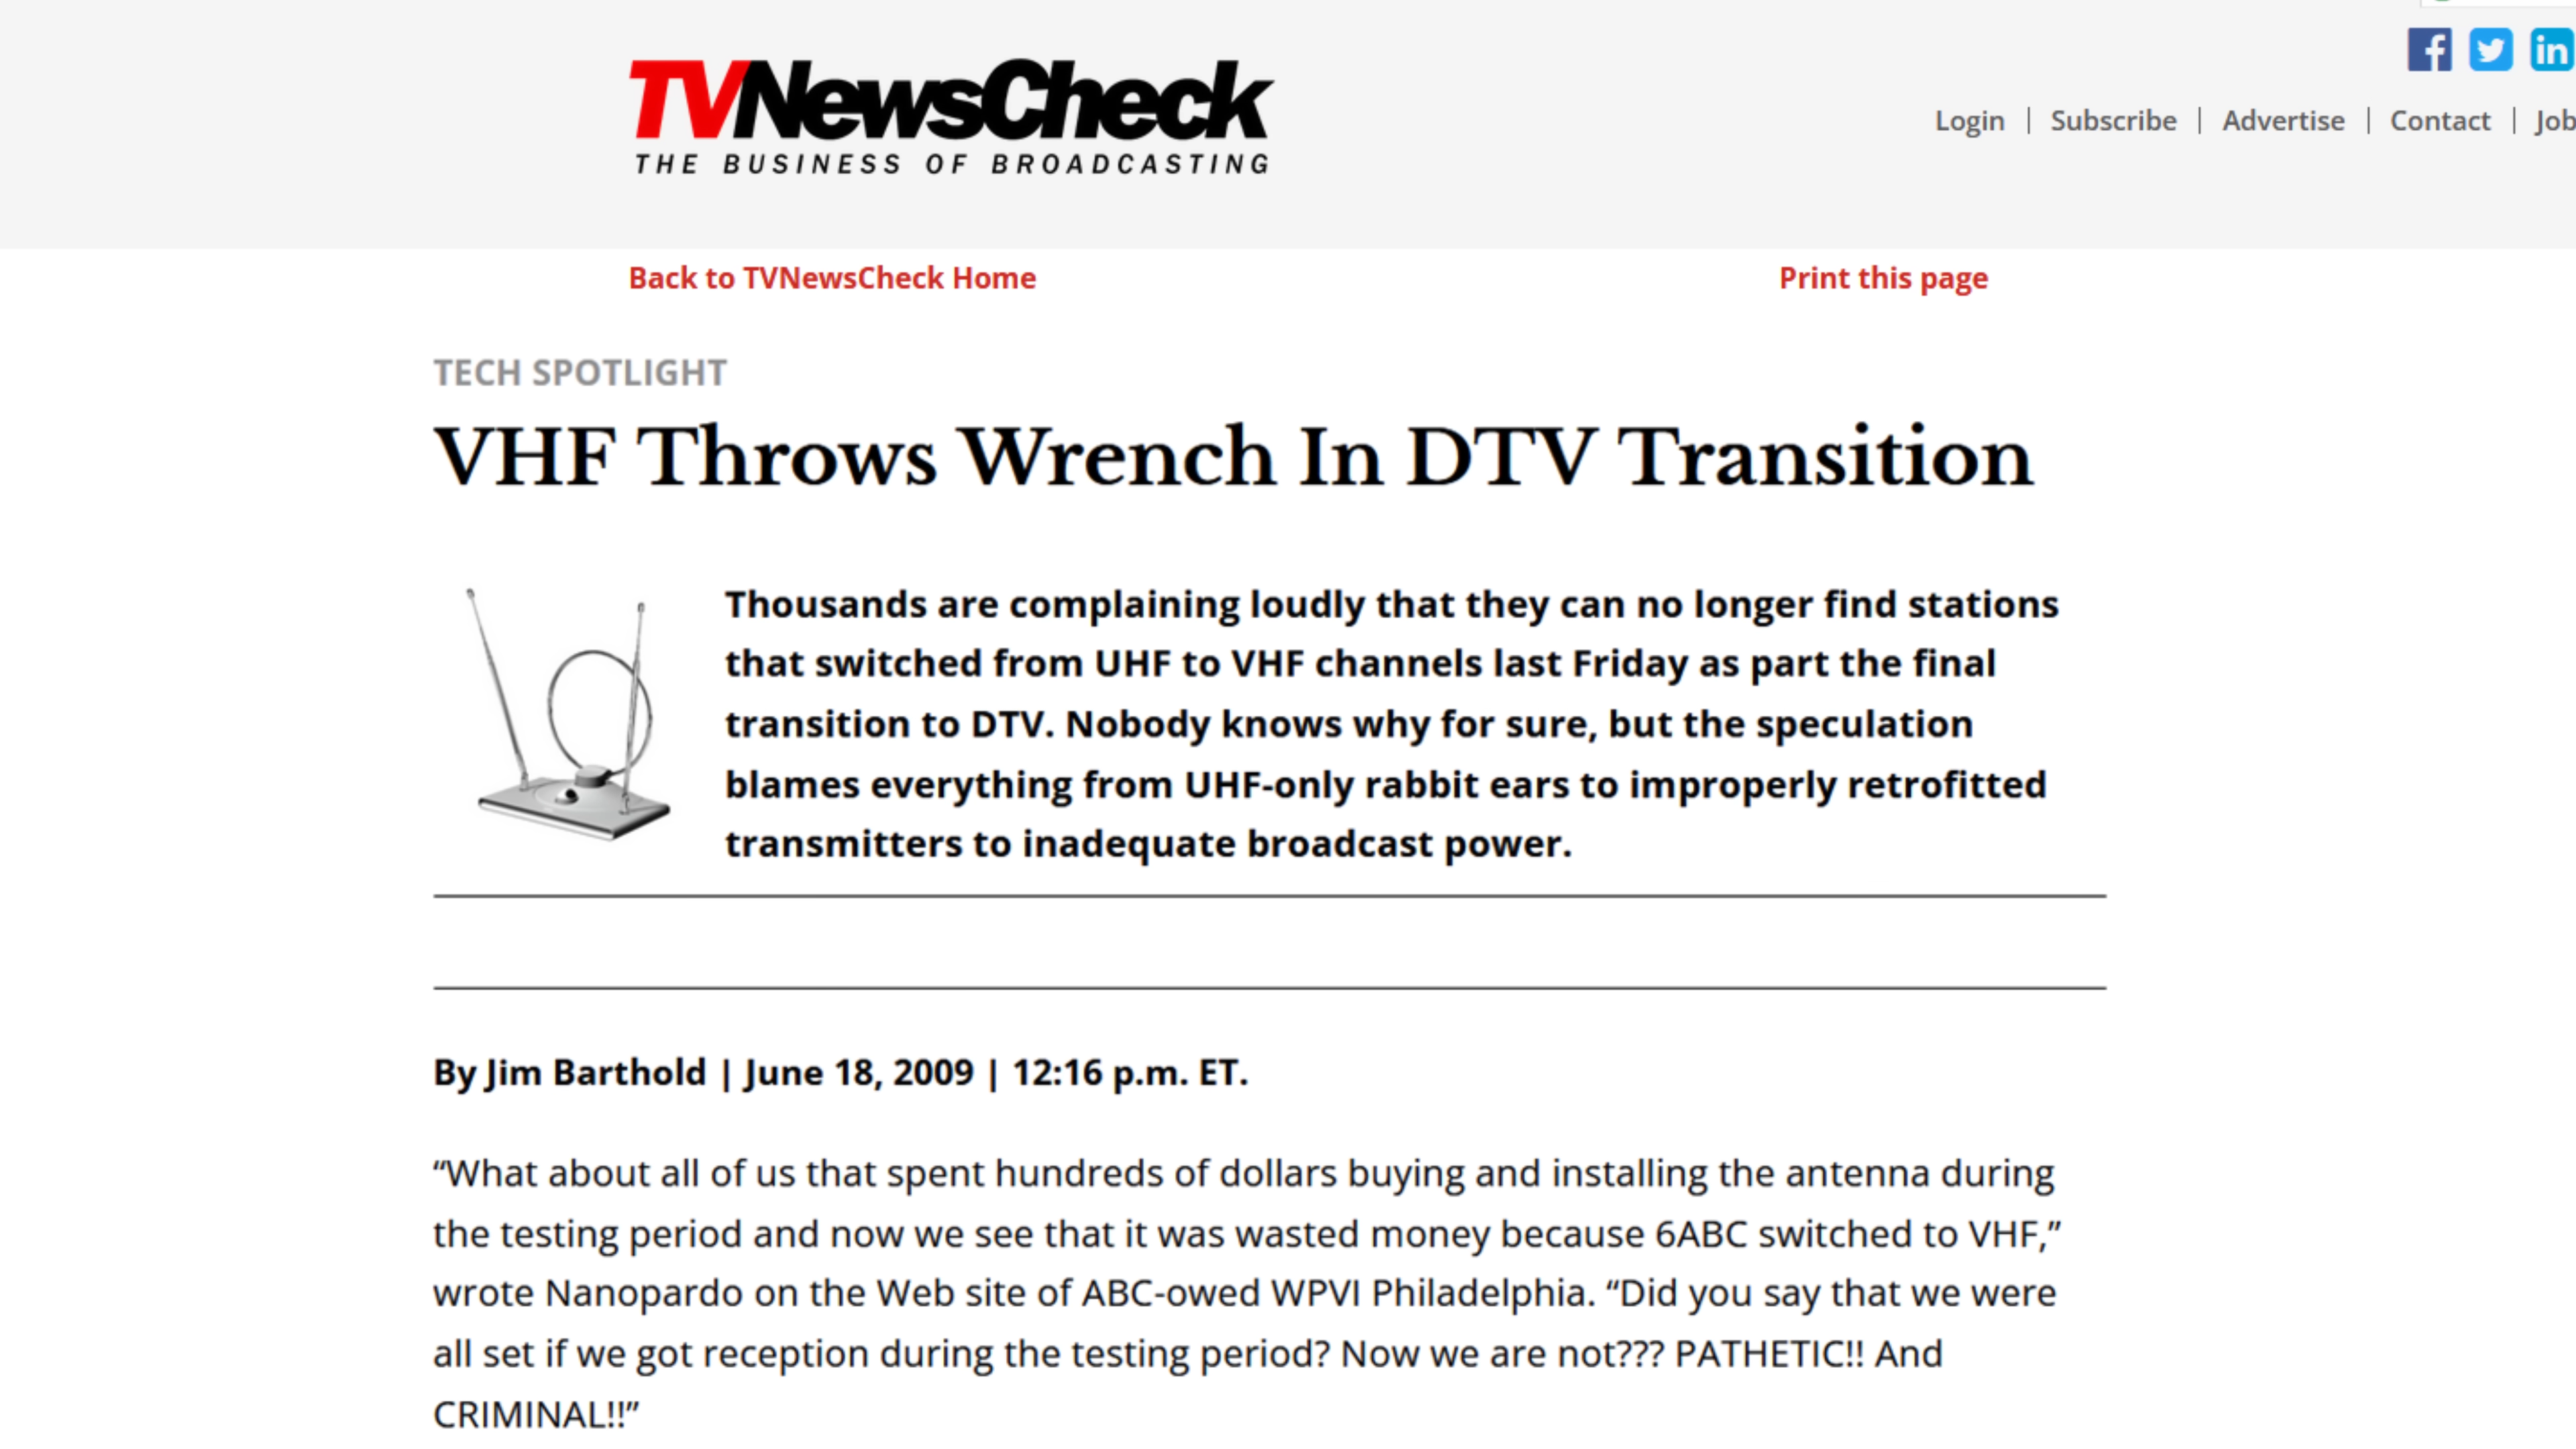 TVNewsCheck
THE BUSINESS OF BROADCASTING
Login | Subscribe | Advertise | Contact | Job
Back to TVNewsCheck Home
Print this page
TECH SPOTLIGHT
VHF Throws Wrench In DTV Transition
Thousands are complaining loudly that they can no longer find stations
that switched from UHF to VHF channels last Friday as part the final
transition to DTV. Nobody knows why for sure, but the speculation
blames everything from UHF-only rabbit ears to improperly retrofitted
transmitters to inadequate broadcast power.
By Jim Barthold | June 18, 2009 | 12:16 p.m. ET.
“What about all of us that spent hundreds of dollars buying and installing the antenna during
the testing period and now we see that it was wasted money because 6ABC switched to VHF,”
wrote Nanopardo on the Web site of ABC-owed WPVI Philadelphia. “Did you say that we were
all set if we got reception during the testing period? Now we are not??? PATHETIC!! And
CRIMINAL!!”